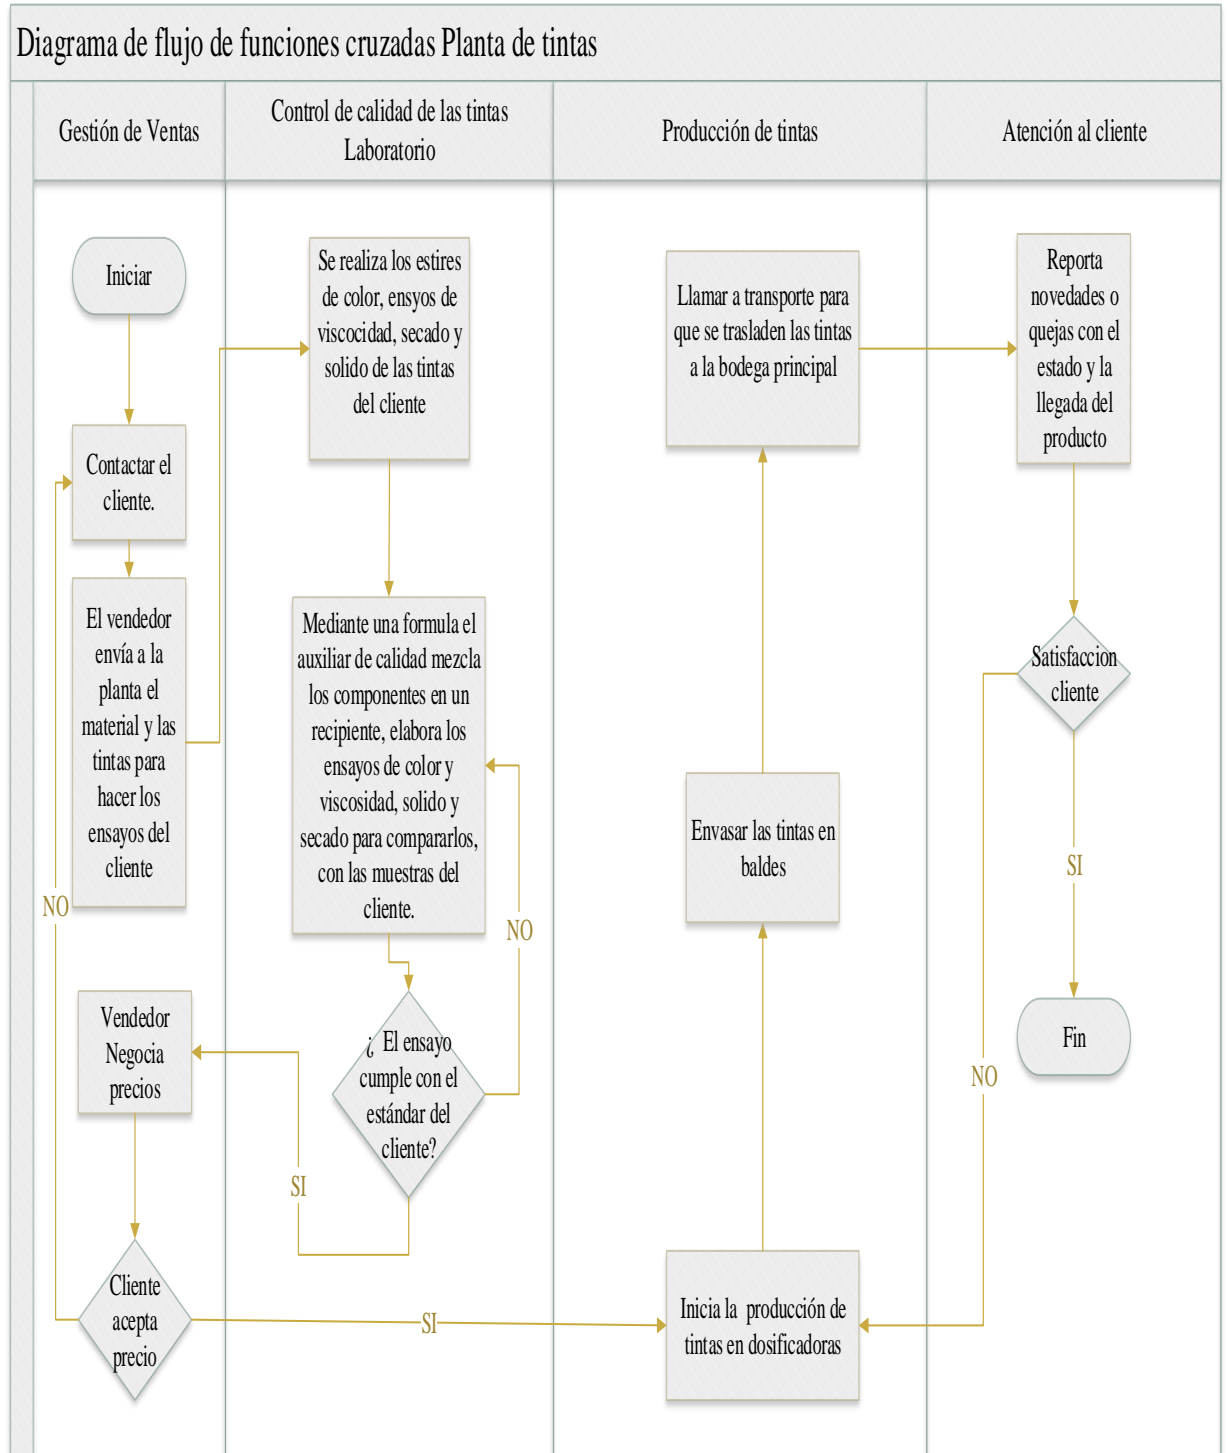 Diagrama de flujo de funciones cruzadas Planta de tintas
Gestión de Ventas
Control de calidad de las tintas
Laboratorio
Producción de tintas
Atención al cliente
Iniciar
Contactar el
cliente.
El vendedor
envía a la
planta el
material y las
tintas para
hacer los
ensayos del
cliente
NO
Vendedor
Negocia
precios
Cliente
acepta
precio
Se realiza los estires
de color, ensyos de
viscocidad, secado y
solido de las tintas
del cliente
Mediante una formula el
auxiliar de calidad mezcla
los componentes en un
recipiente, elabora los
ensayos de color y
viscosidad, solido y
secado para compararlos,
con las muestras del
cliente.
NO
¿ El ensayo
cumple con el
estándar del
cliente?
SI
SI
Llamar a transporte para
que se trasladen las tintas
a la bodega principal
Envasar las tintas en
baldes
Inicia la producción de
tintas en dosificadoras
Reporta
novedades o
quejas con el
estado y la
llegada del
producto
Satisfaccion
cliente
SI
NO
Fin